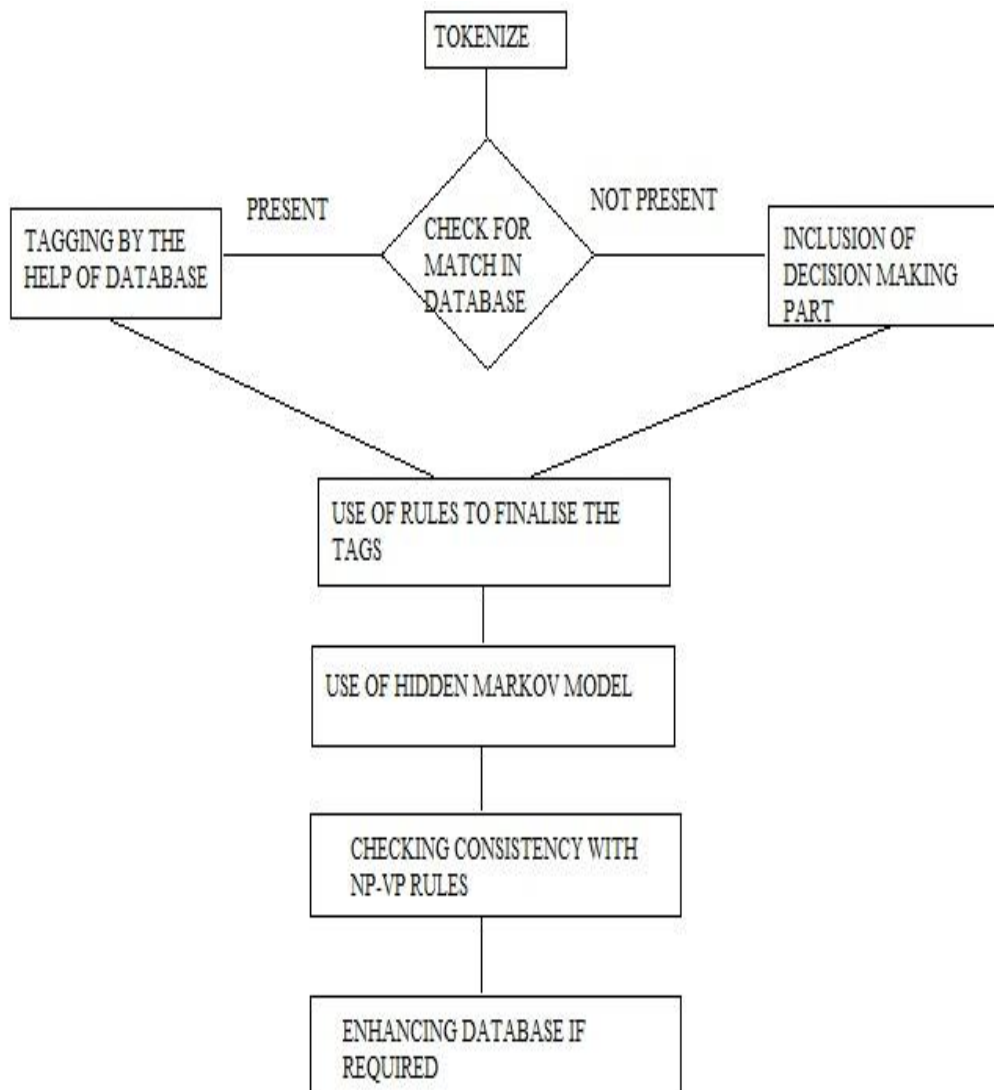 TOKENIZE
PRESENT
NOT PRESENT
TAGGING BY THE
HELP OF DATABASE
CHECK FOR
MATCH IN
DATABASE
INCLUSION OF
DECISION MAKING
PART
USE OF RULES TO FINALISE THE
TAGS
USE OF HIDDEN MARKOV MODEL
CHECKING CONSISTENCY WITH
NP-VP RULES
ENHANCING DATABASE IF
REQUIRED